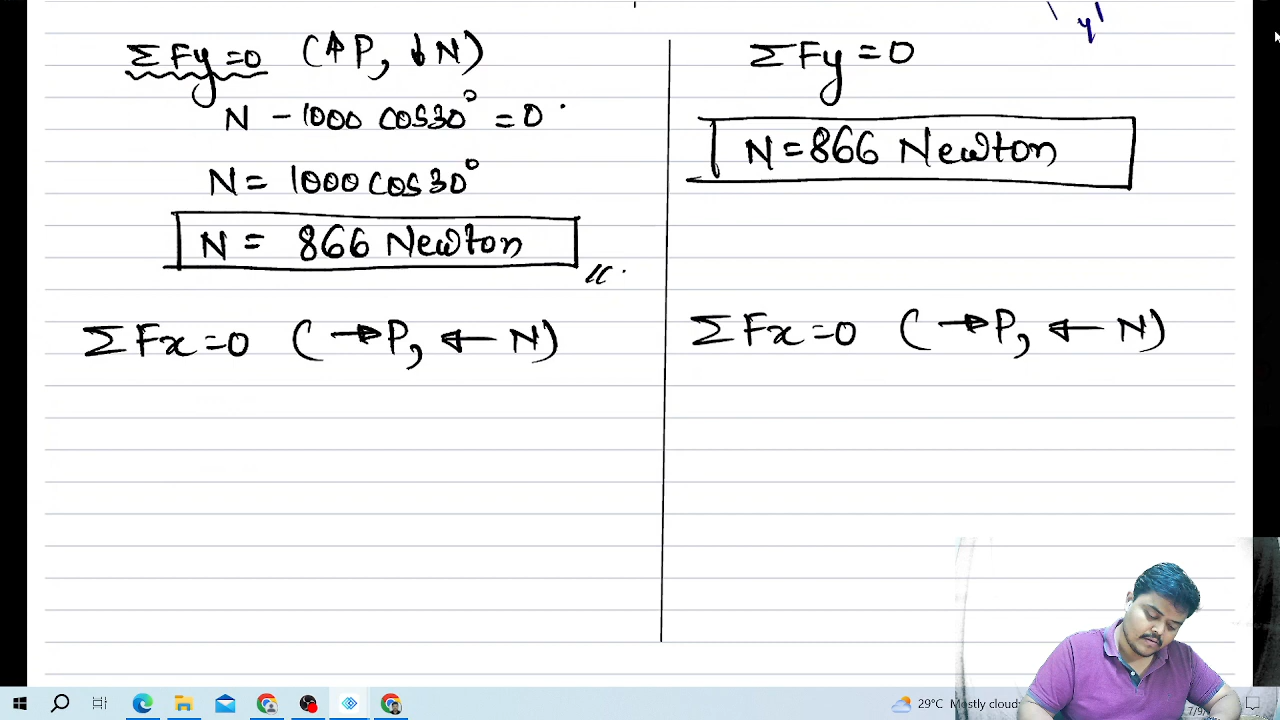 ΣFy=0 (↑P, ↓N)
N - 1000 cos30° = 0
N = 1000 cos30°
N = 866 Newton
ΣFx=0 (→P, ← N)
y'
ΣFy = 0
N=866 Newton
ΣFx=0 (→P, ← N)
29°C Mostly cloudy